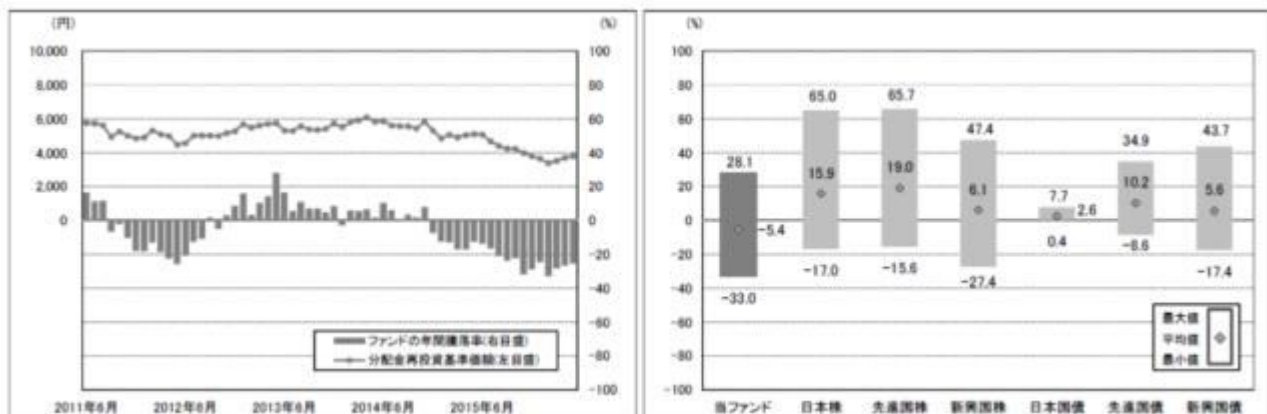 (円) (%)
10,000 100
8,000 80
6,000 60
4,000 40
2,000 20
0 0
-20
-40
-60
-80
-100
ファンドの年間騰落率(右目盛)
分配金再投資基準価額(左目盛)
2011年6月 2012年6月 2013年6月 2014年6月 2015年6月
(%)
100
80
60
40
20
0
-20
-40
-60
-80
-100
28.1 65.0 65.7 47.4 7.7 34.9 43.7
-5.4 15.9 19.0 6.1 2.6 10.2 5.6
-33.0 -17.0 -15.6 -27.4 0.4 -8.6 -17.4
最大値
平均値
最小値
当ファンド 日本株 先進国株 新興国株 日本国債 先進国債 新興国債